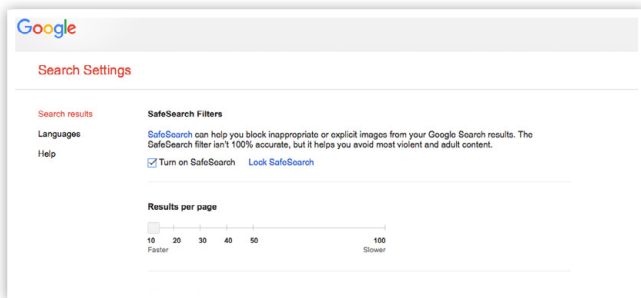 Google
Search Settings
Search results
Languages
Help
SafeSearch Filters
SafeSearch can help you block inappropriate or explicit images from your Google Search results. The
SafeSearch filter isn't 100% accurate, but it helps you avoid most violent and adult content.
Turn on SafeSearch Lock SafeSearch
Results per page
10 20 30 40 50 100
Faster Slower